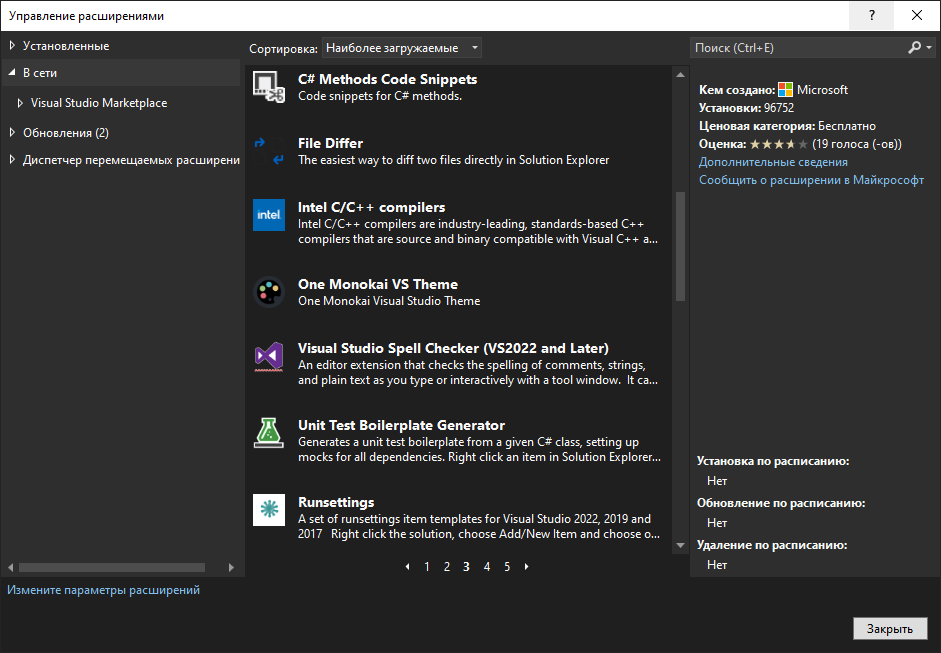 Управление расширениями
?
Установленные
В сети
Visual Studio Marketplace
Обновления (2)
Диспетчер перемещаемых расширени
Сортировка: Наиболее загружаемые
C# Methods Code Snippets
Code snippets for C# methods.
File Differ
The easiest way to diff two files directly in Solution Explorer
intel
Intel C/C++ compilers
Intel C/C++ compilers are industry-leading, standards-based C++
compilers that are source and binary compatible with Visual C++ a...
One Monokai VS Theme
One Monokai Visual Studio Theme
Visual Studio Spell Checker (VS2022 and Later)
An editor extension that checks the spelling of comments, strings,
and plain text as you type or interactively with a tool window. It ca...
Unit Test Boilerplate Generator
Generates a unit test boilerplate from a given C# class, setting up
mocks for all dependencies. Right click an item in Solution Explorer...
Runsettings
A set of runsettings item templates for Visual Studio 2022, 2019 and
2017 Right click the solution, choose Add/New Item and choose o...
1 2 3 4 5
Поиск (Ctrl+E)
Кем создано: Microsoft
Установки: 96752
Ценовая категория: Бесплатно
Оценка: ★★★★★ (19 голоса (-ов))
Дополнительные сведения
Сообщить о расширении в Майкрософт
Установка по расписанию:
Нет
Обновление по расписанию:
Нет
Удаление по расписанию:
Нет
Измените параметры расширений
Закрыть